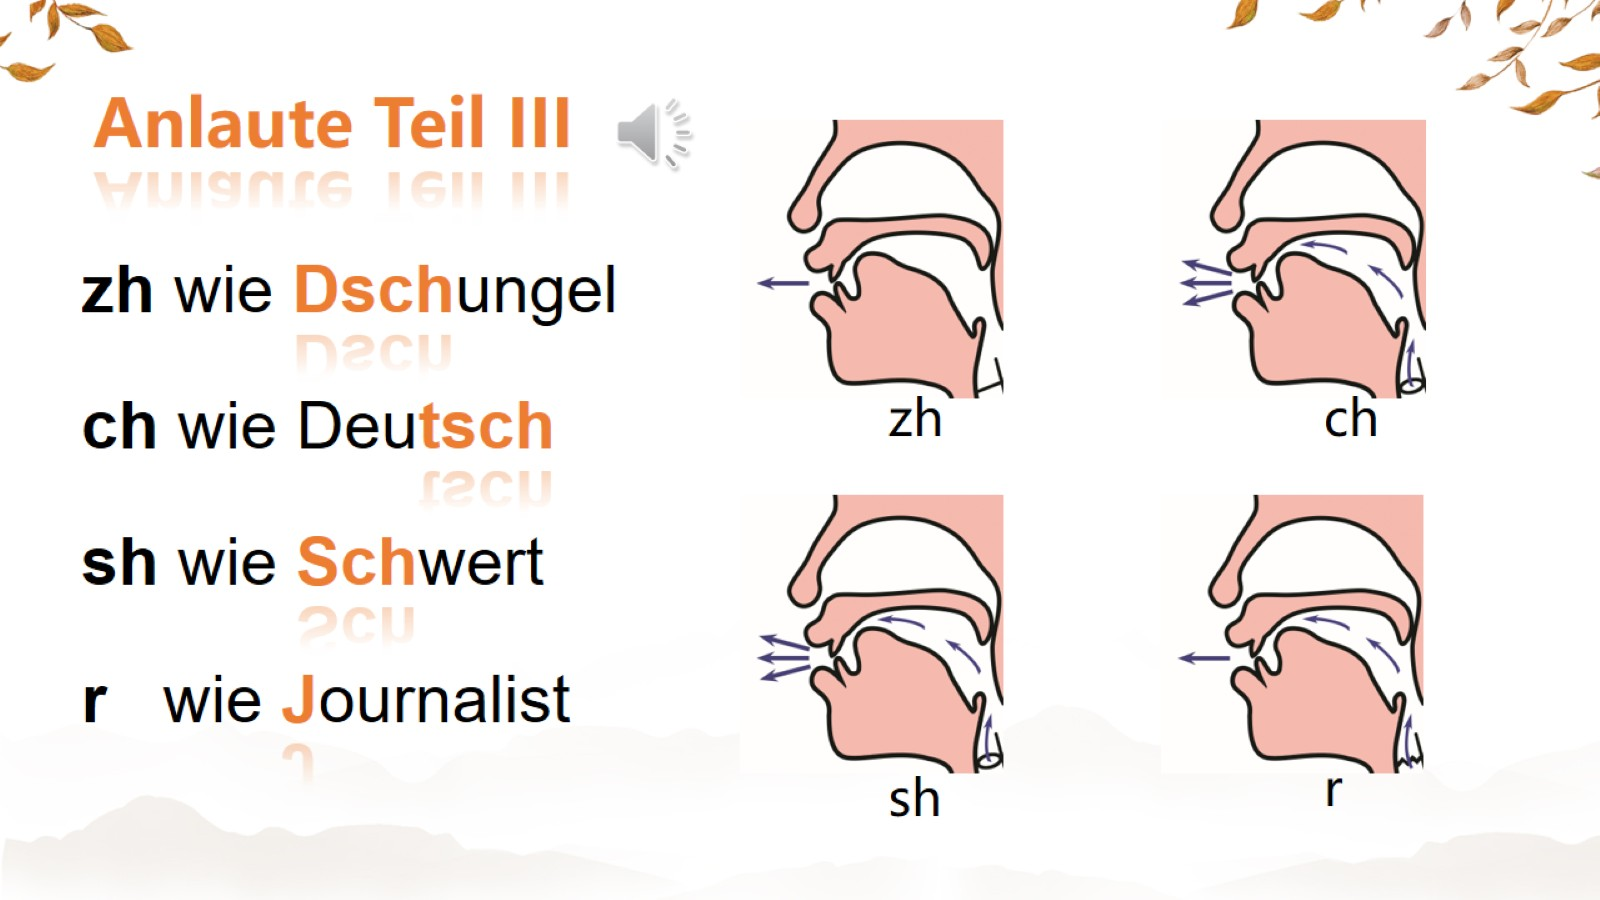 Anlaute Teil III
zh wie Dschungel
ch wie Deutsch
sh wie Schwert
r wie Journalist
zh
ch
sh
r